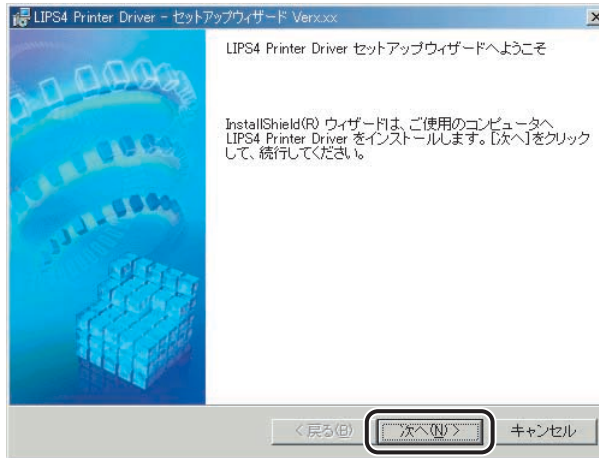 LIPS4 Printer Driver - セットアップウィザード Verx.xx
LIPS4 Printer Driver セットアップウィザードへようこそ
InstallShield(R) ウィザードは、ご使用のコンピュータへ
LIPS4 Printer Driver をインストールします。[次へ]をクリック
して、続行してください。
< 戻る(B)
次へ(N) >
キャンセル